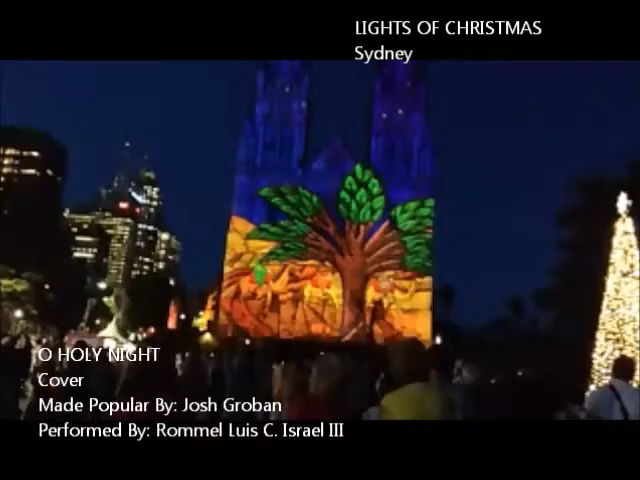 LIGHTS OF CHRISTMAS
Sydney
O HOLY NIGHT
Cover
Made Popular By: Josh Groban
Performed By: Rommel Luis C. Israel III